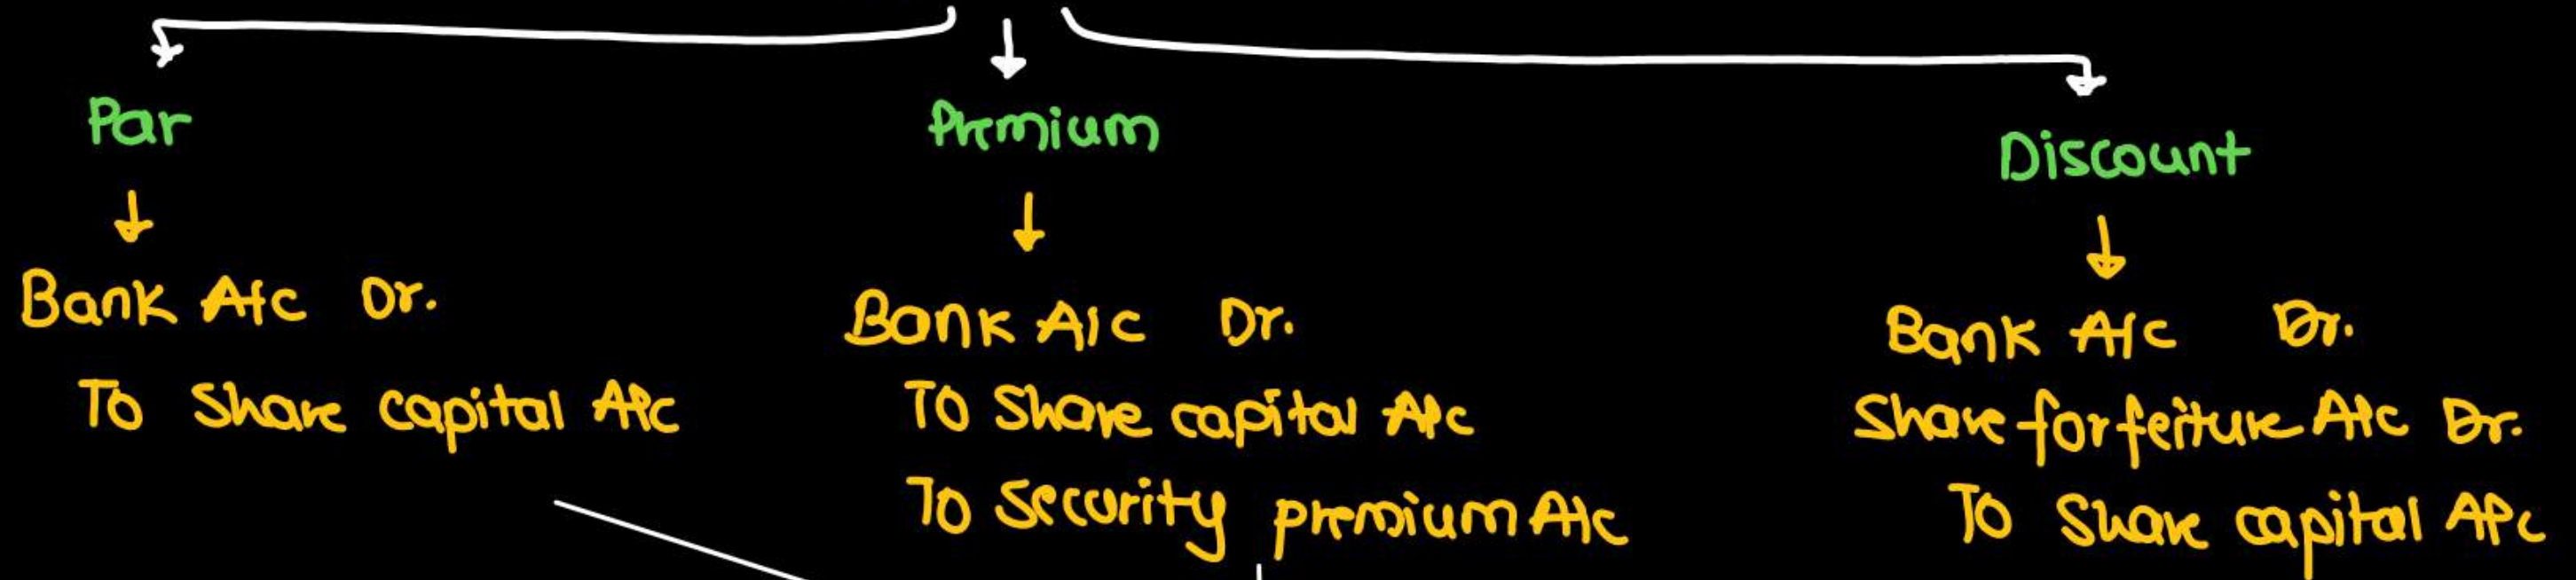 Par
Premium
Discount
Bank A/c Dr.
To Share capital A/c
Bank A/c Dr.
To Share capital A/c
To Security premium A/c
Bank A/c Dr.
Share forfeiture A/c Dr.
To Share capital A/c